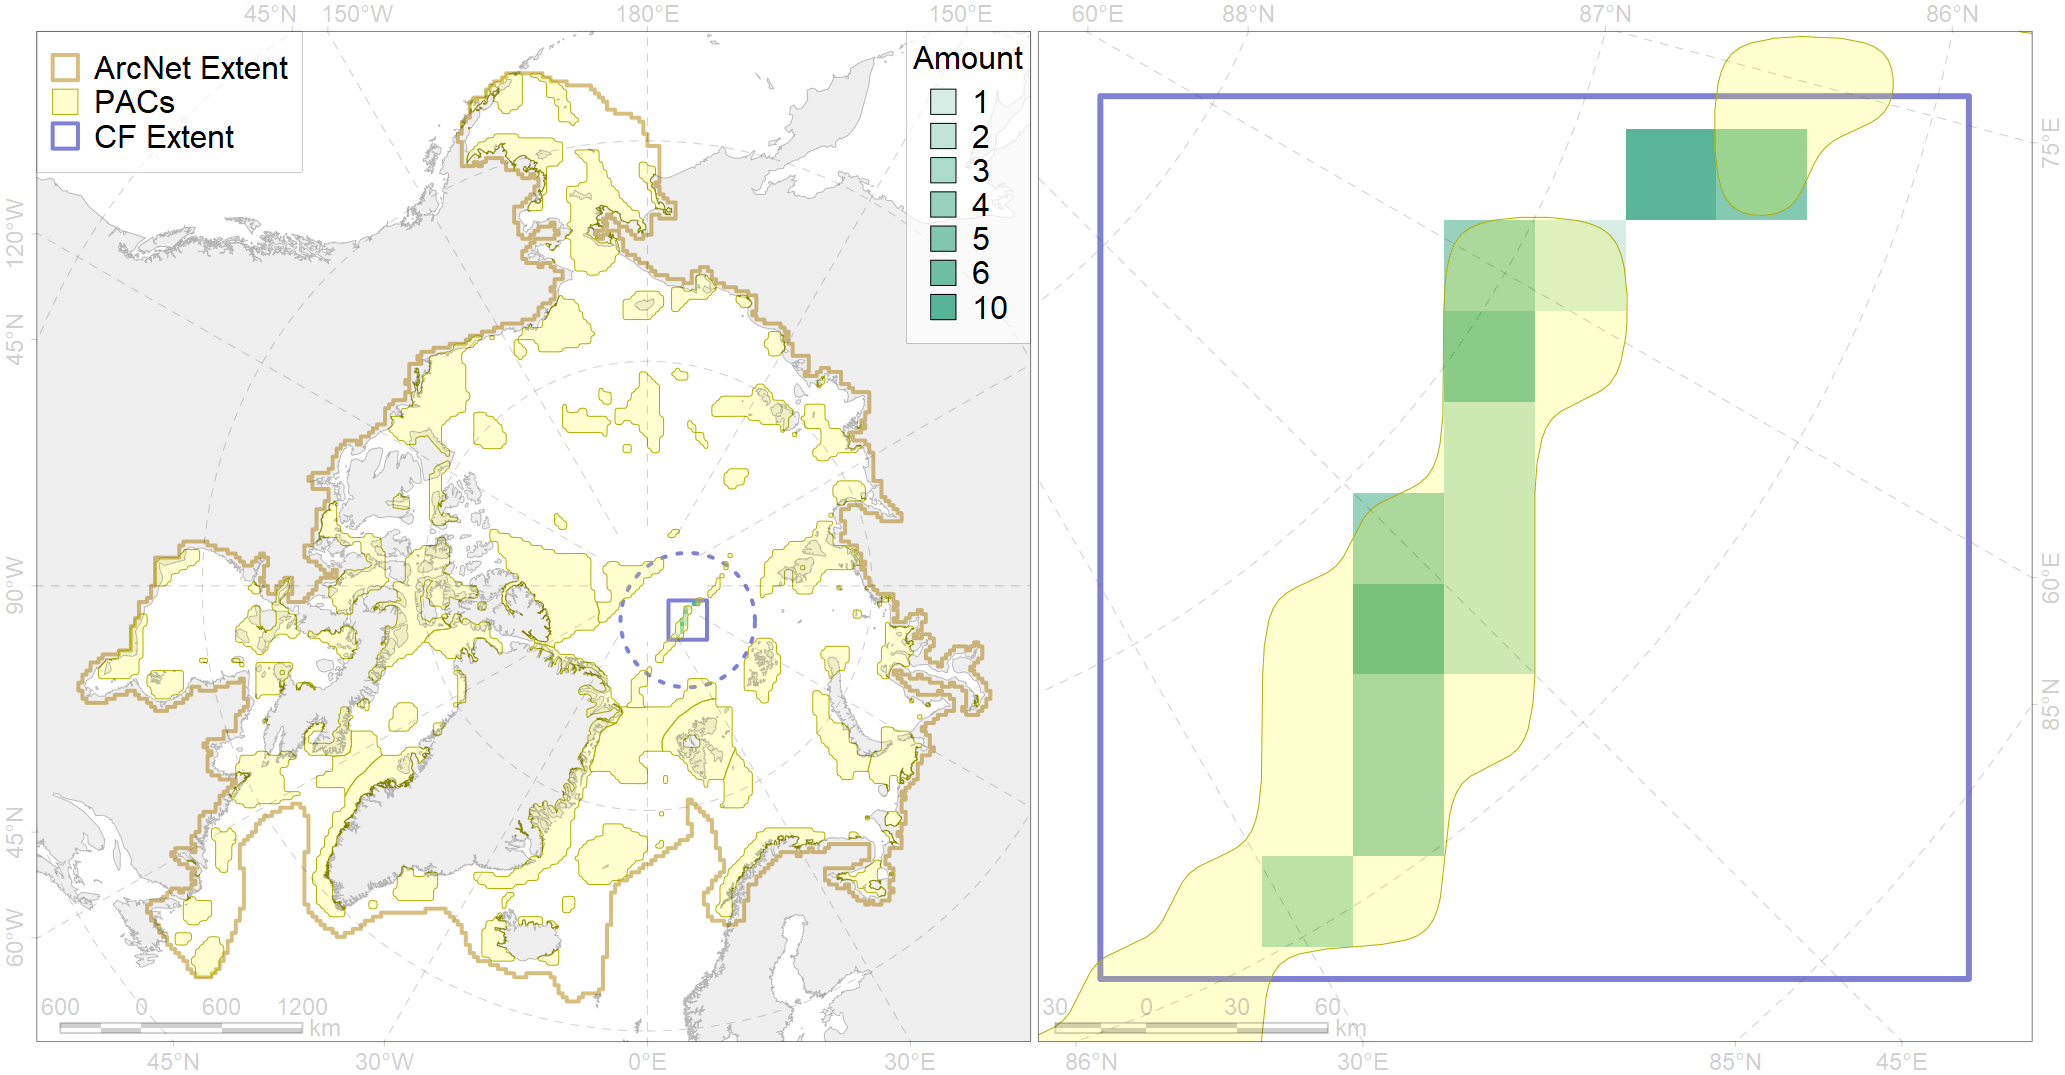 45°N 150°W 180°E 150°E 60°E 88°N 87°N 86°N
ArcNet Extent
PACs
CF Extent
Amount
1
2
3
4
5
6
10
120°W
45°N
90°W
45°N
60°W
75°E
60°E
85°N
600 0 600 1200
km
30 0 30 60
km
45°N 30°W 0°E 30°E 86°N 30°E 85°N 45°E